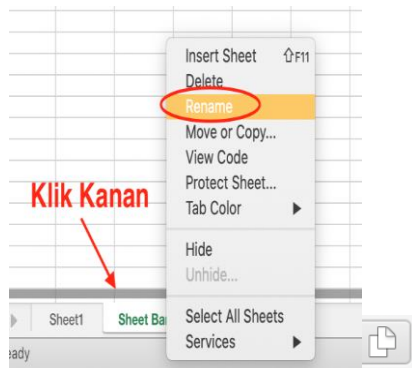 Insert Sheet ⇧F11
Delete
Rename
Move or Copy...
View Code
Protect Sheet...
Tab Color ▶
Klik Kanan
Hide
Unhide...
Select All Sheets
Services ▶
Sheet1 Sheet Ba
eady